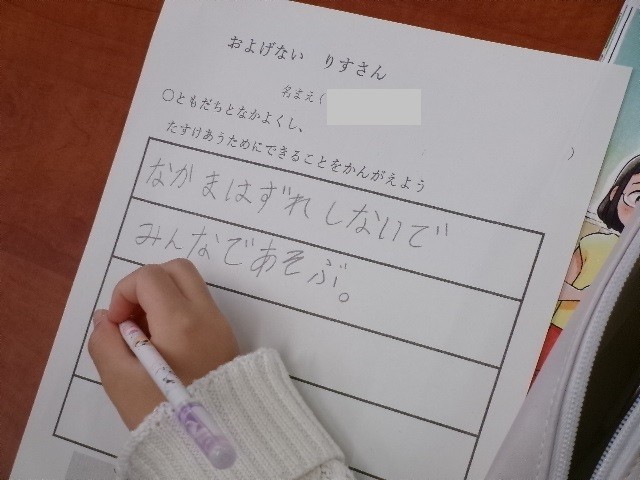 およげない りすさん
名まえ( )
○ともだちとなかよくし、
たすけあうためにできることをかんがえよう
なかまはずれしないで
みんなであそぶ。